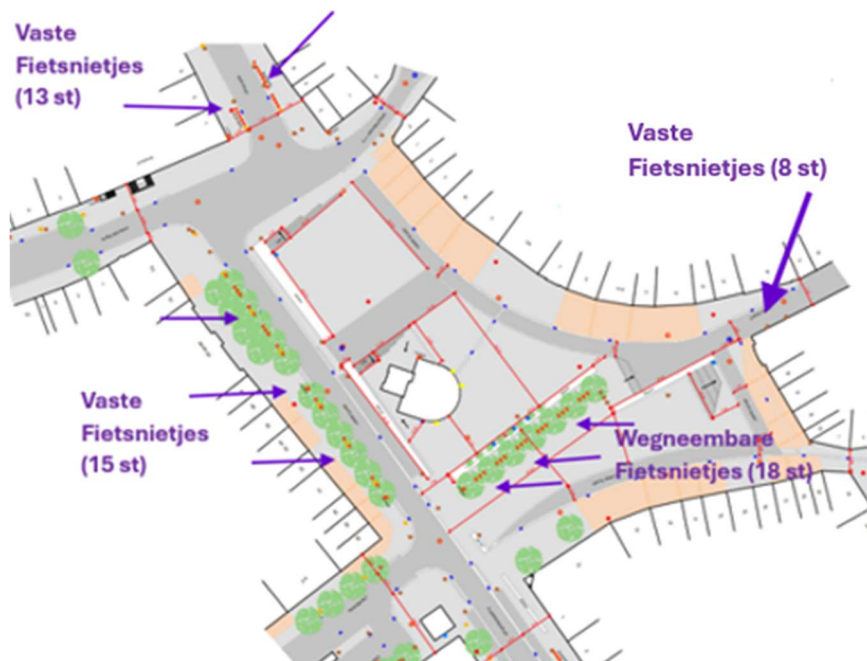 Vaste
Fietsnietjes
(13 st)
Vaste
Fietsnietjes (8 st)
Vaste
Fietsnietjes
(15 st)
Wegneembare
Fietsnietjes (18 st)